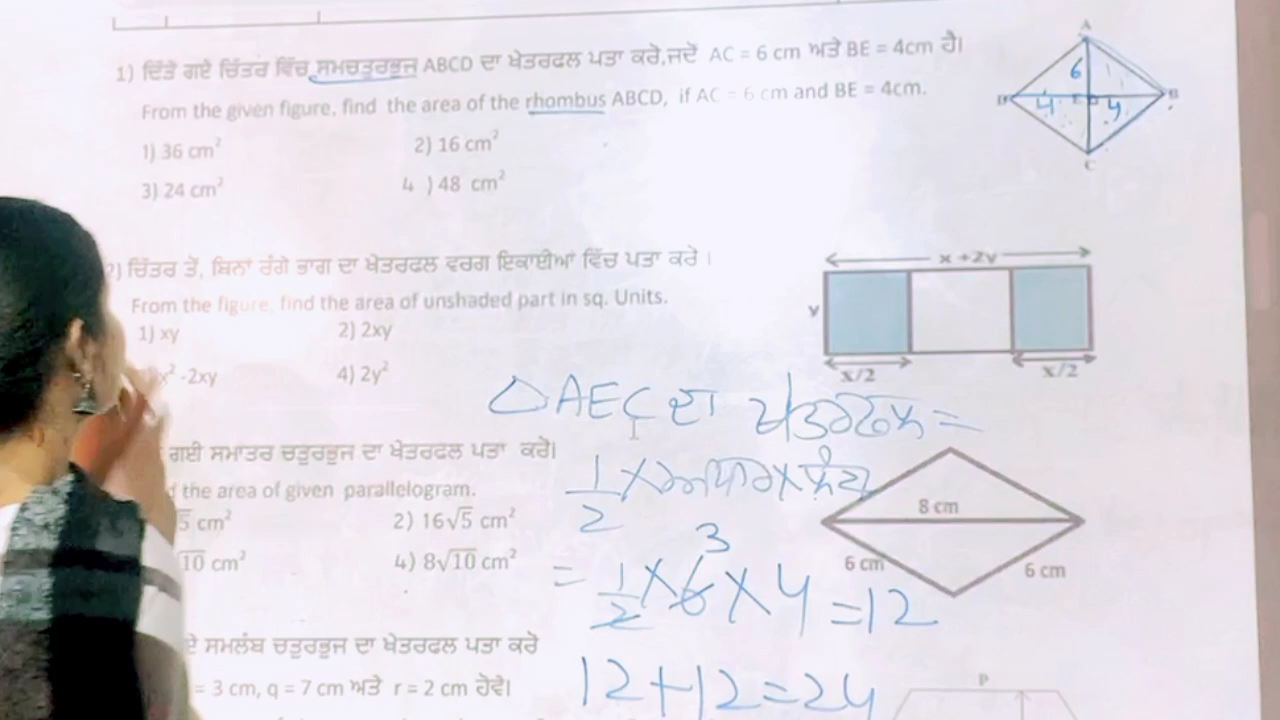 1) ਦਿੱਤੇ ਗਏ ਚਿੱਤਰ ਵਿੱਚ ਸਮਚਤੁਰਭੁਜ ABCD ਦਾ ਖੇਤਰਫਲ ਪਤਾ ਕਰੋ,ਜਦੋਂ AC = 6 cm ਅਤੇ BE = 4cm ਹੈ।
From the given figure, find the area of the rhombus ABCD, if AC = 6 cm and BE = 4cm.
1) 36 cm²
2) 16 cm²
3) 24 cm²
4 ) 48 cm²
A
6
4
E
4
B
C
2) ਚਿੱਤਰ ਤੋਂ, ਬਿਨਾਂ ਰੰਗੇ ਭਾਗ ਦਾ ਖੇਤਰਫਲ ਵਰਗ ਇਕਾਈਆਂ ਵਿੱਚ ਪਤਾ ਕਰੋ ।
From the figure, find the area of unshaded part in sq. Units.
1) xy
2) 2xy
x² -2xy
4) 2y²
x +2y
y
x/2
x/2
ਗਈ ਸਮਾਂਤਰ ਚਤੁਰਭੁਜ ਦਾ ਖੇਤਰਫਲ ਪਤਾ ਕਰੋ।
the area of given parallelogram.
5 cm²
2) 16√5 cm²
10 cm²
4) 8√10 cm²
8 cm
6 cm
6 cm
△AEC ਦਾ ਖੇਤਰਫਲ =
1/2 × ਅਧਾਰ × ਲੰਬ
3
= 1/2 × 6 × 4 = 12
12+12=24
ਸਮਲੰਬ ਚਤੁਰਭੁਜ ਦਾ ਖੇਤਰਫਲ ਪਤਾ ਕਰੋ
= 3 cm, q = 7 cm ਅਤੇ r = 2 cm ਹੋਵੇ।
P